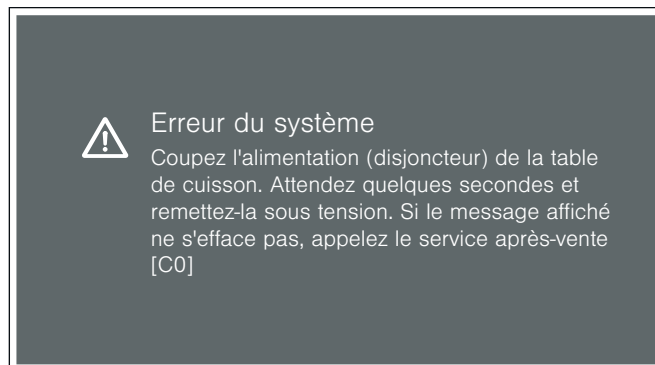 Erreur du système
Coupez l'alimentation (disjoncteur) de la table
de cuisson. Attendez quelques secondes et
remettez-la sous tension. Si le message affiché
ne s'efface pas, appelez le service après-vente
[C0]